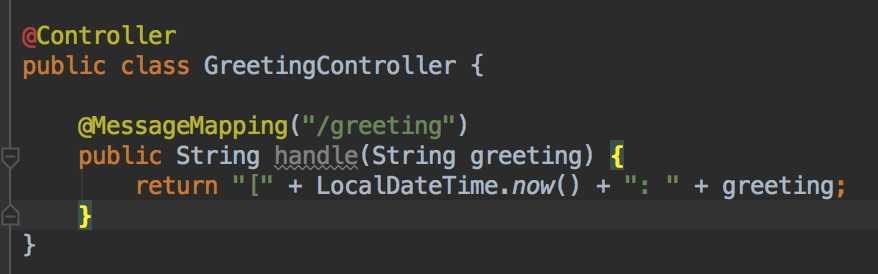 @Controller
public class GreetingController {
@MessageMapping("/greeting")
public String handle(String greeting) {
return "[" + LocalDateTime.now() + ": " + greeting;
}
}